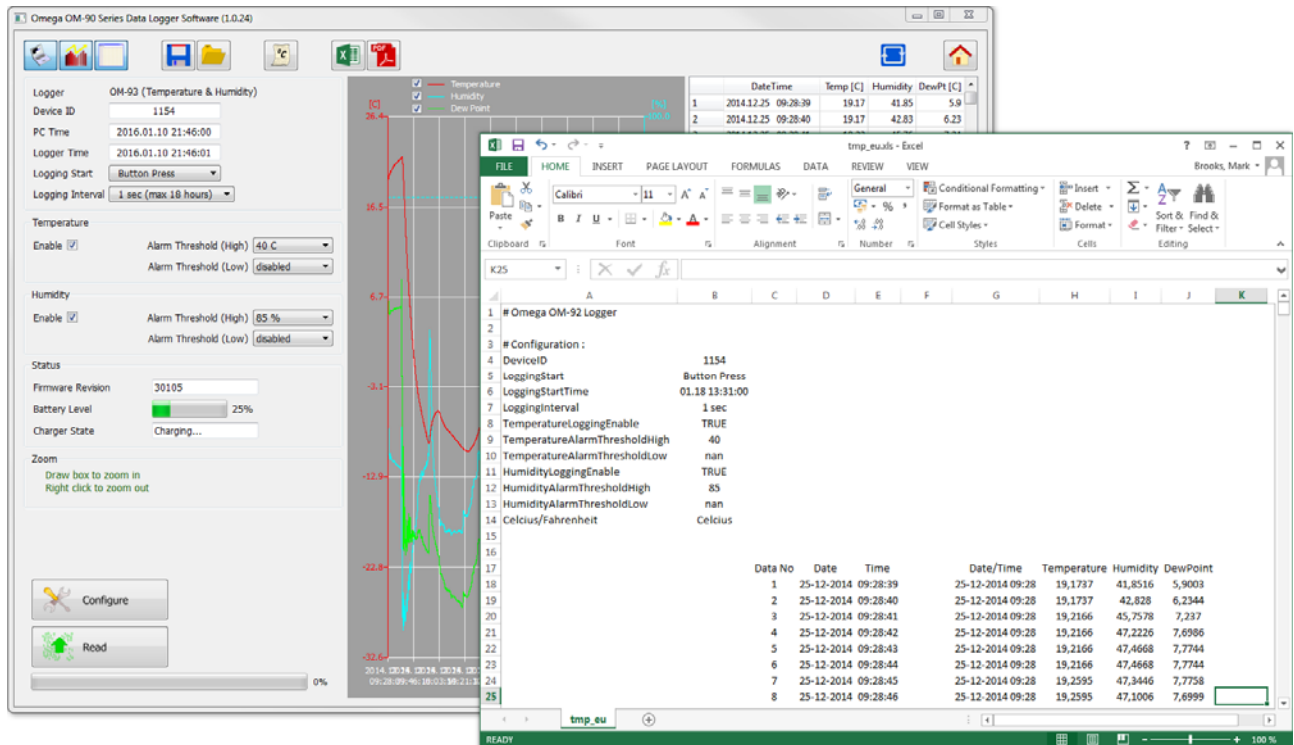 Omega OM-90 Series Data Logger Software (1.0.24)
°C
PDF
Logger OM-93 (Temperature & Humidity)
Device ID 1154
PC Time 2016.01.10 21:46:00
Logger Time 2016.01.10 21:46:01
Logging Start Button Press
Logging Interval 1 sec (max 18 hours)
Temperature
Enable Alarm Threshold (High) 40 C
Alarm Threshold (Low) disabled
Humidity
Enable Alarm Threshold (High) 85 %
Alarm Threshold (Low) disabled
Status
Firmware Revision 30105
Battery Level 25%
Charger State Charging...
Zoom
Draw box to zoom in
Right click to zoom out
Configure
Read
0%
Temperature
Humidity
Dew Point
[C] [%]
26.4 100.0
16.5
6.7
-3.1
-12.9
-22.8
-32.6
DateTime Temp [C] Humidity DewPt [C]
1 2014.12.25 09:28:39 19.17 41.85 5.9
2 2014.12.25 09:28:40 19.17 42.83 6.23
tmp_eu.xls - Excel
FILE HOME INSERT PAGE LAYOUT FORMULAS DATA REVIEW VIEW Brooks, Mark
Paste Calibri 11 A A General Conditional Formatting Insert Σ
B I U A % , Format as Table Delete Sort & Find &
Cell Styles Format Filter Select
Clipboard Font Alignment Number Styles Cells Editing
K25 fx
A B C D E F G H I J K
1 # Omega OM-92 Logger
2
3 # Configuration :
4 DeviceID 1154
5 LoggingStart Button Press
6 LoggingStartTime 01.18 13:31:00
7 LoggingInterval 1 sec
8 TemperatureLoggingEnable TRUE
9 TemperatureAlarmThresholdHigh 40
10 TemperatureAlarmThresholdLow nan
11 HumidityLoggingEnable TRUE
12 HumidityAlarmThresholdHigh 85
13 HumidityAlarmThresholdLow nan
14 Celcius/Fahrenheit Celcius
15
16
17 Data No Date Time Date/Time Temperature Humidity DewPoint
18 1 25-12-2014 09:28:39 25-12-2014 09:28 19,1737 41,8516 5,9003
19 2 25-12-2014 09:28:40 25-12-2014 09:28 19,1737 42,828 6,2344
20 3 25-12-2014 09:28:41 25-12-2014 09:28 19,2166 45,7578 7,237
21 4 25-12-2014 09:28:42 25-12-2014 09:28 19,2166 47,2226 7,6986
22 5 25-12-2014 09:28:43 25-12-2014 09:28 19,2166 47,4668 7,7744
23 6 25-12-2014 09:28:44 25-12-2014 09:28 19,2166 47,4668 7,7744
24 7 25-12-2014 09:28:45 25-12-2014 09:28 19,2595 47,3446 7,7758
25 8 25-12-2014 09:28:46 25-12-2014 09:28 19,2595 47,1006 7,6999
tmp_eu
READY 100 %